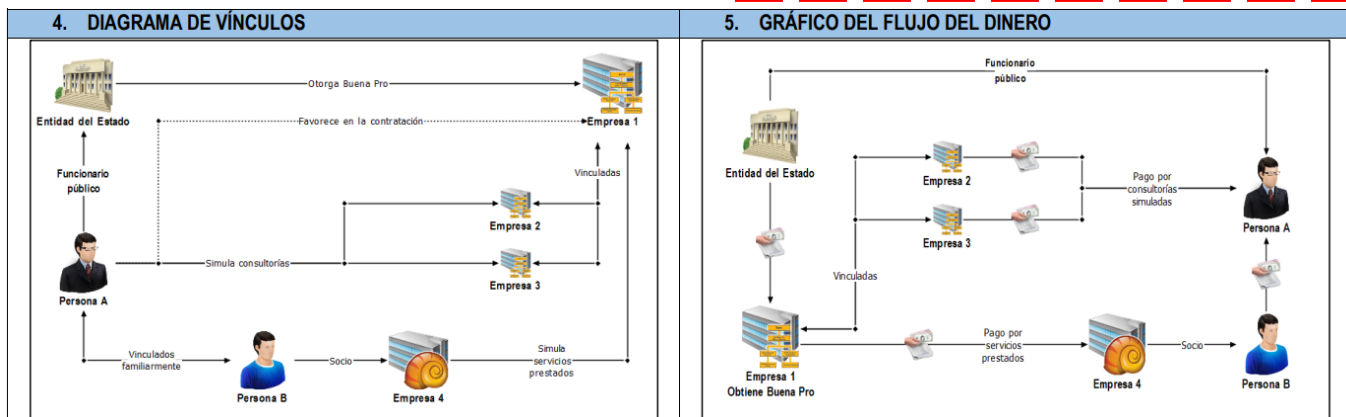 4. DIAGRAMA DE VÍNCULOS
Otorga Buena Pro
Entidad del Estado
Empresa 1
Favorece en la contratación
Funcionario
público
Vinculadas
Empresa 2
Simula consultorías
Empresa 3
Persona A
Vinculados
familiarmente
Socio
Simula
servicios
prestados
Persona B
Empresa 4
5. GRÁFICO DEL FLUJO DEL DINERO
Funcionario
público
Entidad del Estado
Empresa 2
Pago por
consultorías
simuladas
Empresa 3
Persona A
Vinculadas
Pago por
servicios
prestados
Socio
Empresa 1
Obtiene Buena Pro
Empresa 4
Persona B